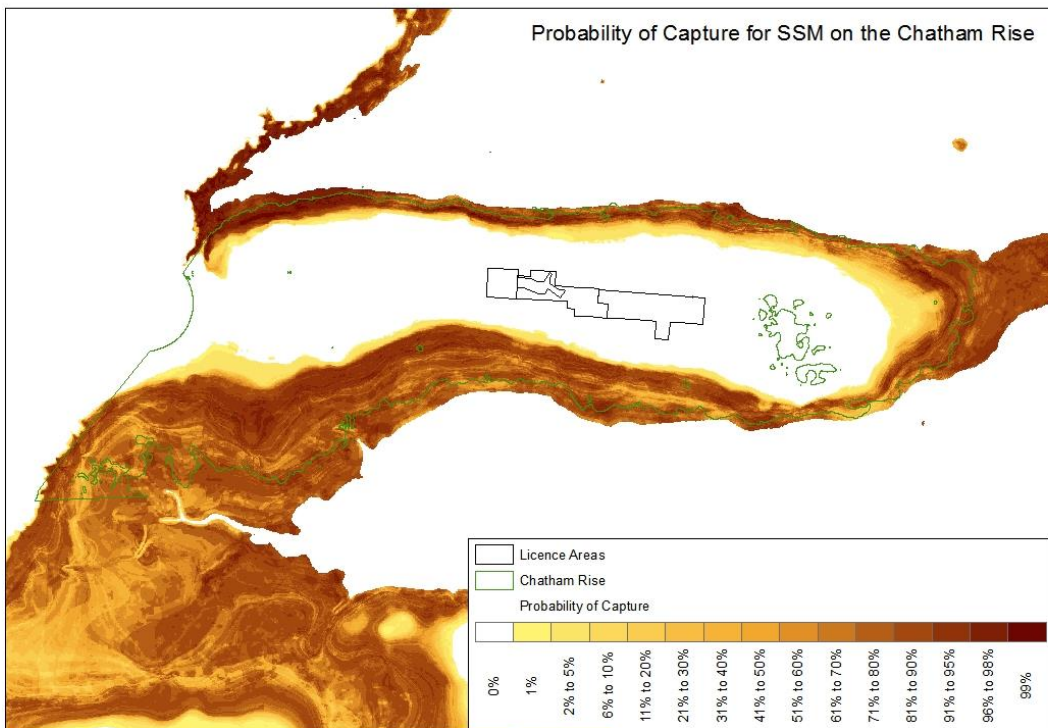 Probability of Capture for SSM on the Chatham Rise
Licence Areas
Chatham Rise
Probability of Capture
0%
1%
2% to 5%
6% to 10%
11% to 20%
21% to 30%
31% to 40%
41% to 50%
51% to 60%
61% to 70%
71% to 80%
81% to 90%
91% to 95%
96% to 98%
99%